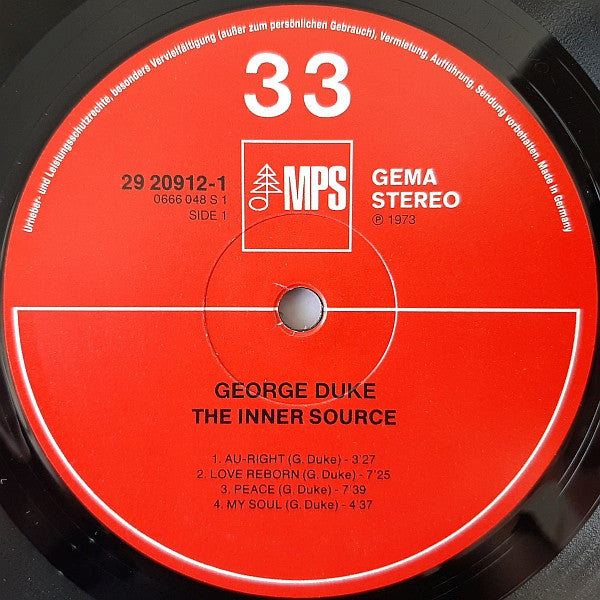 Urheber- und Leistungsschutzrechte, besonders Vervielfältigung (außer zum persönlichen Gebrauch), Vermietung, Aufführung, Sendung vorbehalten. Made in Germany
33
29 20912-1
0666 048 S 1
SIDE 1
MPS
GEMA
STEREO
℗ 1973
GEORGE DUKE
THE INNER SOURCE
1. AU-RIGHT (G. Duke) - 3'27
2. LOVE REBORN (G. Duke) - 7'25
3. PEACE (G. Duke) - 7'39
4. MY SOUL (G. Duke) - 4'37